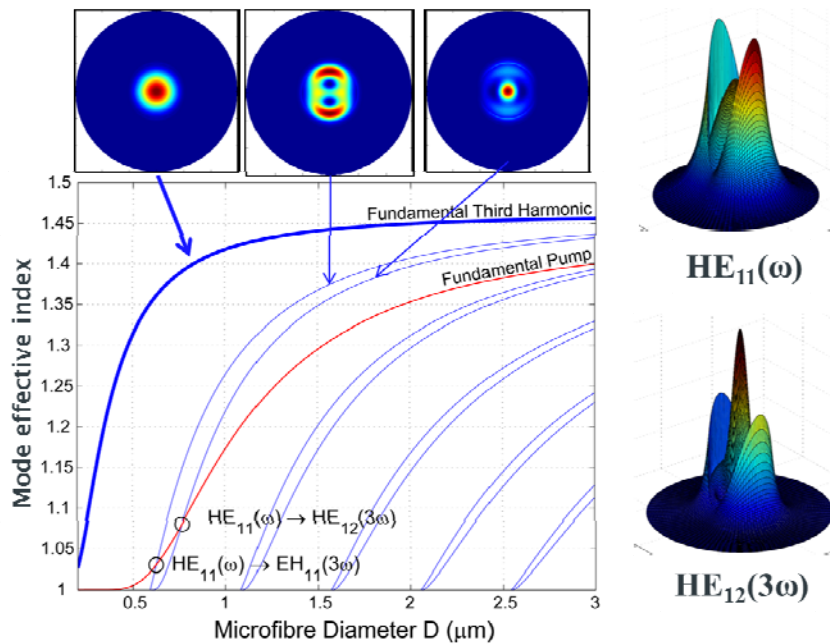 Mode effective index
1.5
1.45
1.4
1.35
1.3
1.25
1.2
1.15
1.1
1.05
1
Fundamental Third Harmonic
Fundamental Pump
HE11(ω) → HE12(3ω)
HE11(ω) → EH11(3ω)
0.5 1 1.5 2 2.5 3
Microfibre Diameter D (μm)
HE11(ω)
HE12(3ω)